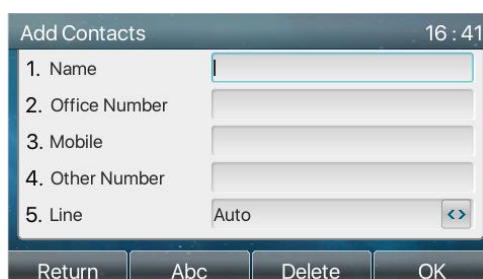 Add Contacts 16 : 41
1. Name
2. Office Number
3. Mobile
4. Other Number
5. Line Auto <>
Return Abc Delete OK